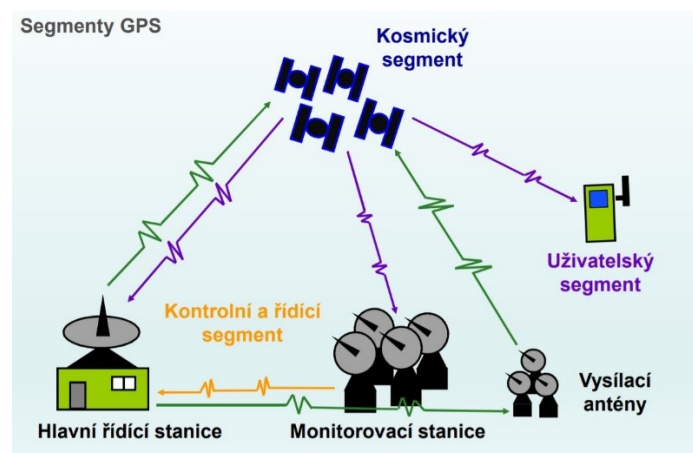 Segmenty GPS
Kosmický
segment
Uživatelský
segment
Kontrolní a řídící
segment
Vysílací
antény
Hlavní řídící stanice
Monitorovací stanice